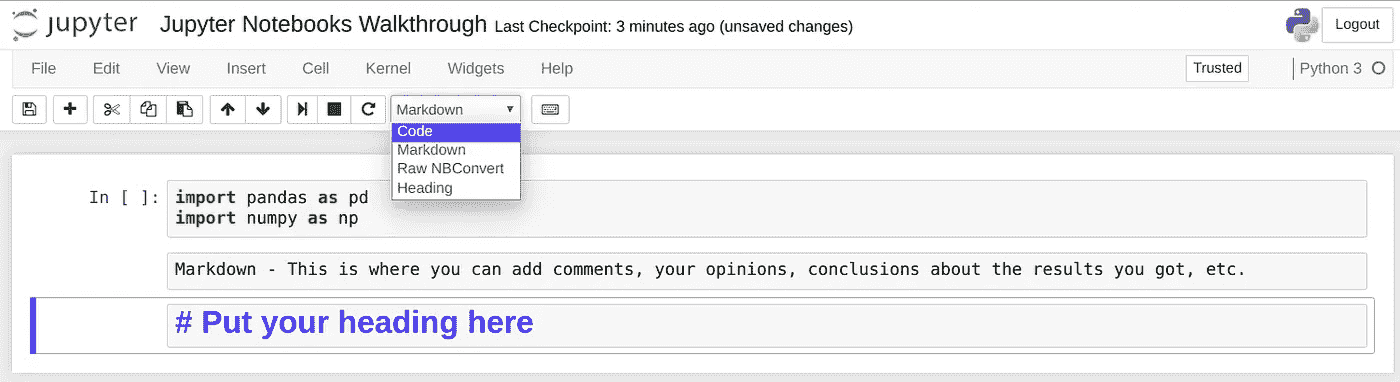 jupyter Jupyter Notebooks Walkthrough Last Checkpoint: 3 minutes ago (unsaved changes) Logout
File Edit View Insert Cell Kernel Widgets Help Trusted Python 3
Markdown
Code
Markdown
Raw NBConvert
Heading
In [ ]: import pandas as pd
import numpy as np
Markdown - This is where you can add comments, your opinions, conclusions about the results you got, etc.
# Put your heading here